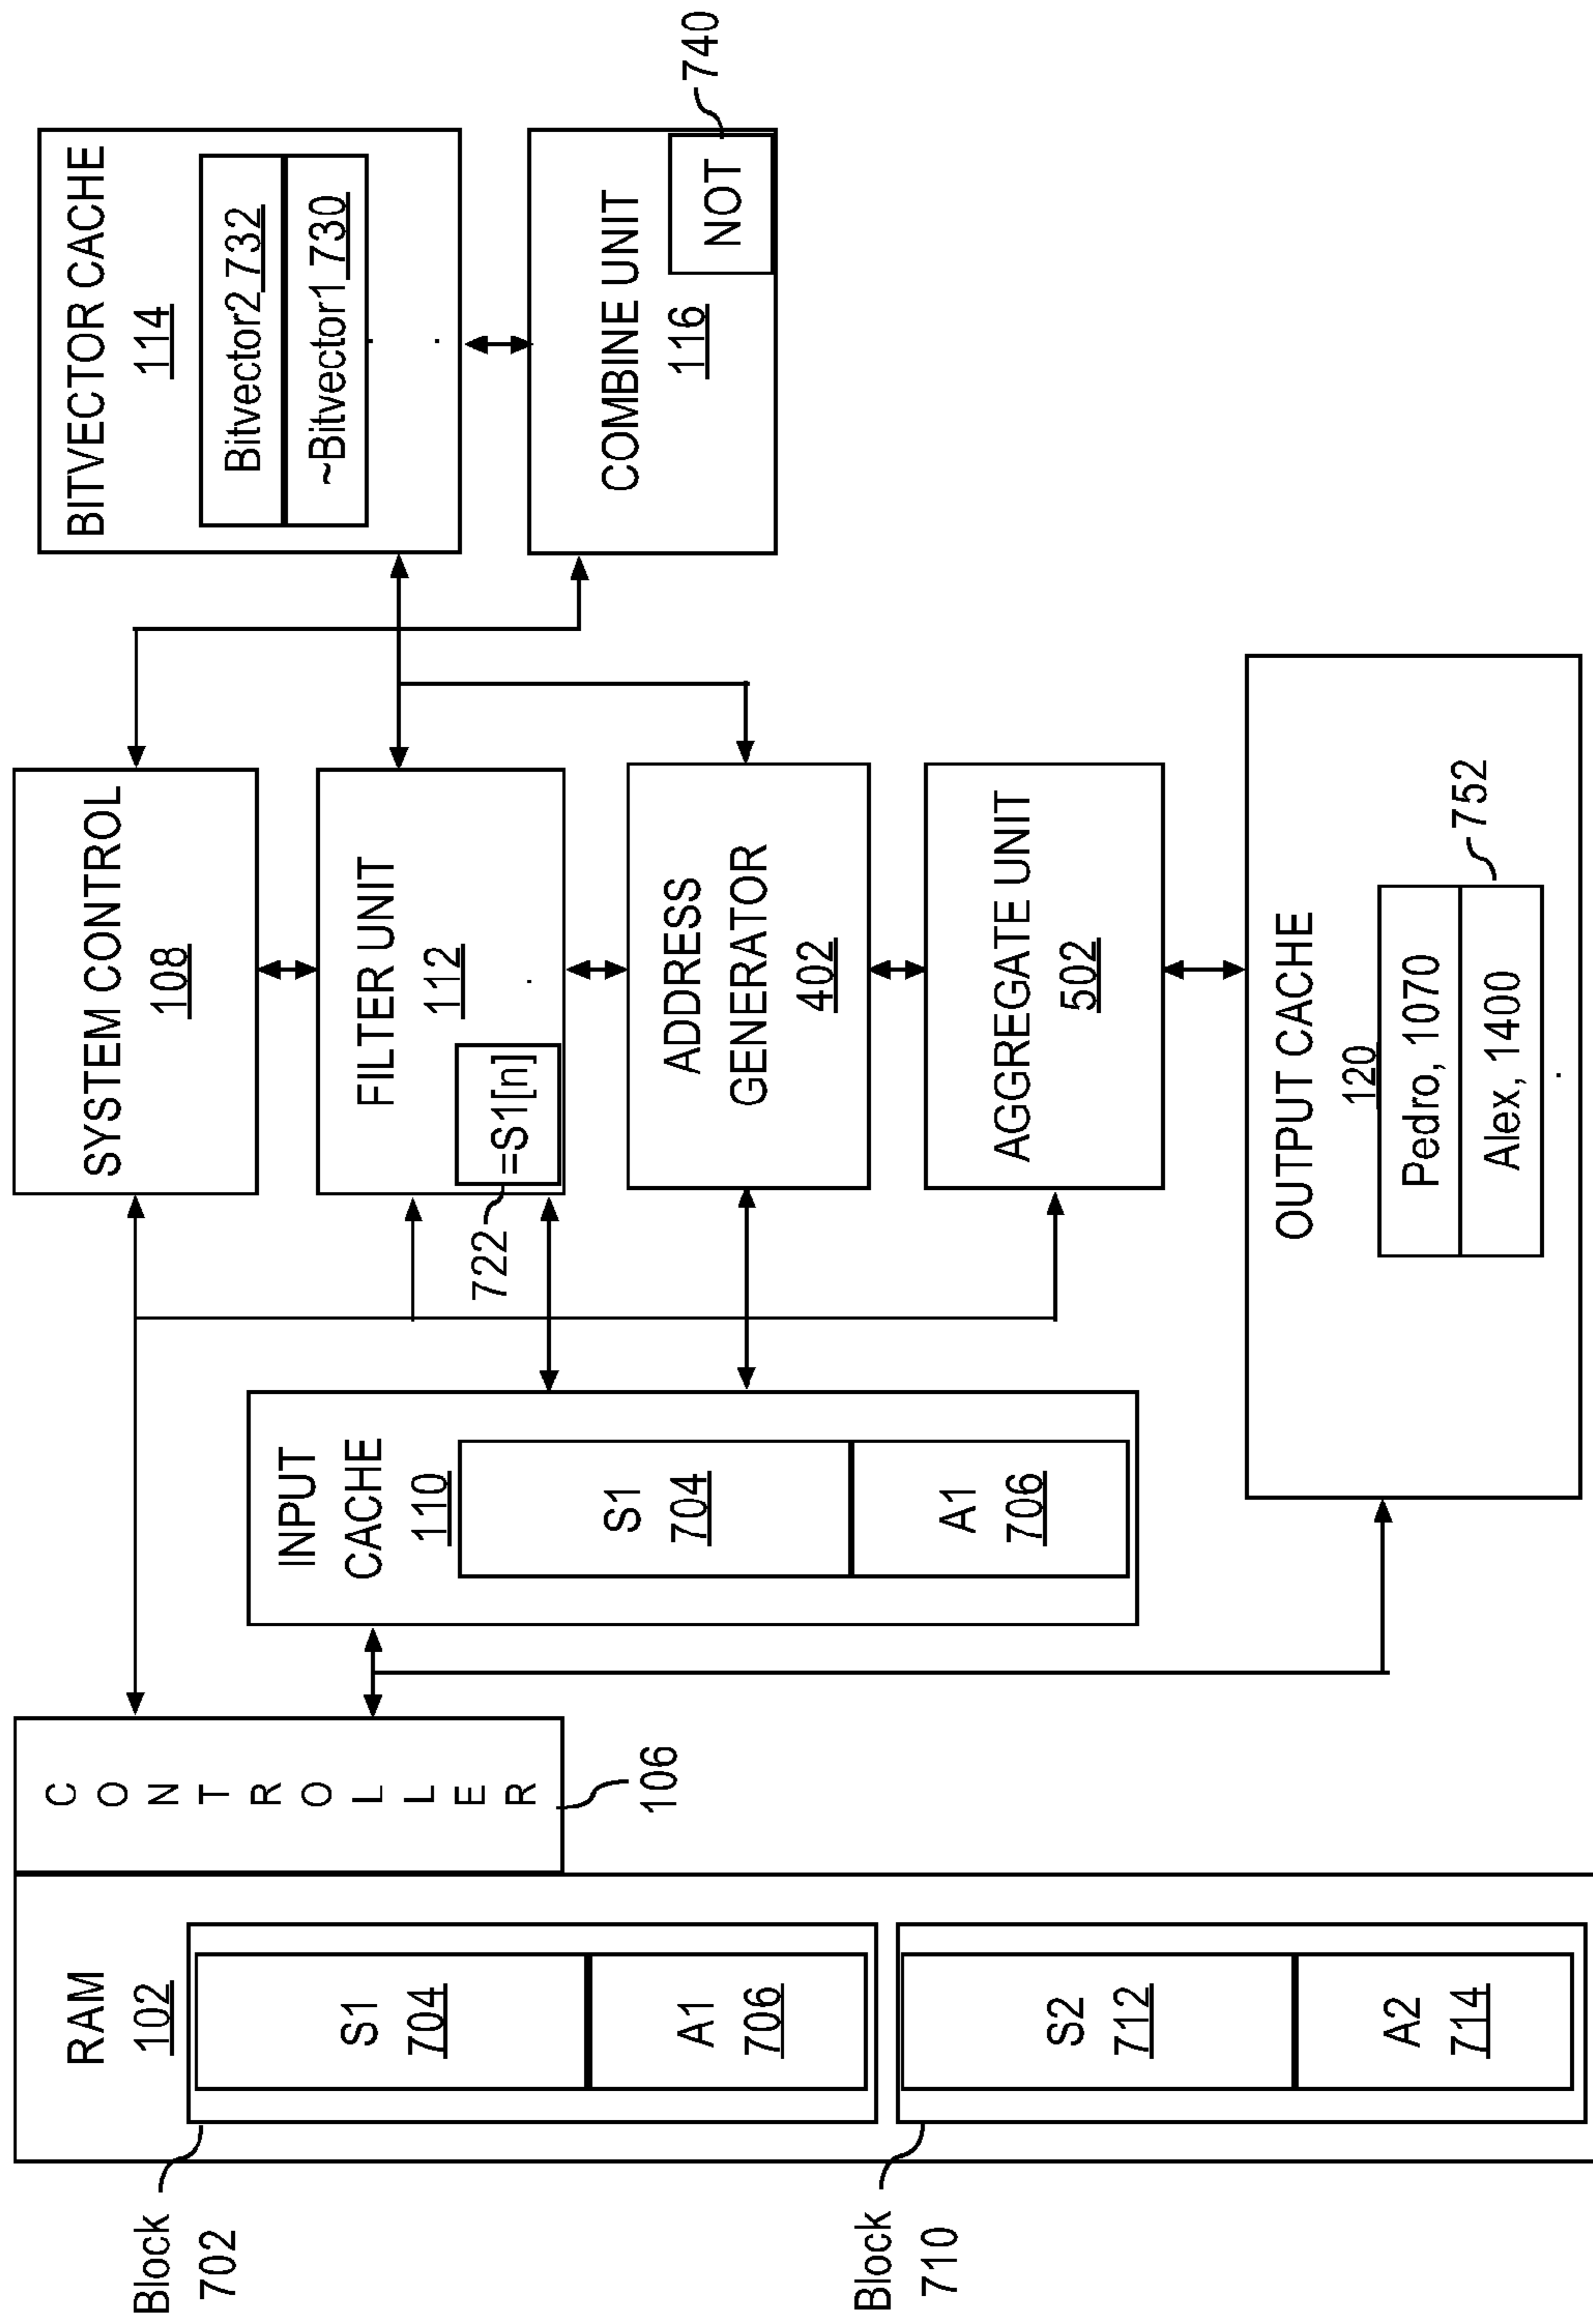 Block
702
Block
710
RAM
102
S1
704
A1
706
S2
712
A2
714
CONTROLLER
106
INPUT
CACHE
110
S1
704
A1
706
SYSTEM CONTROL
108
FILTER UNIT
112
=S1[n]
722
ADDRESS
GENERATOR
402
AGGREGATE UNIT
502
OUTPUT CACHE
120
Pedro, 1070
Alex, 1400
752
BITVECTOR CACHE
114
Bitvector2 732
~Bitvector1 730
COMBINE UNIT
116
NOT
740